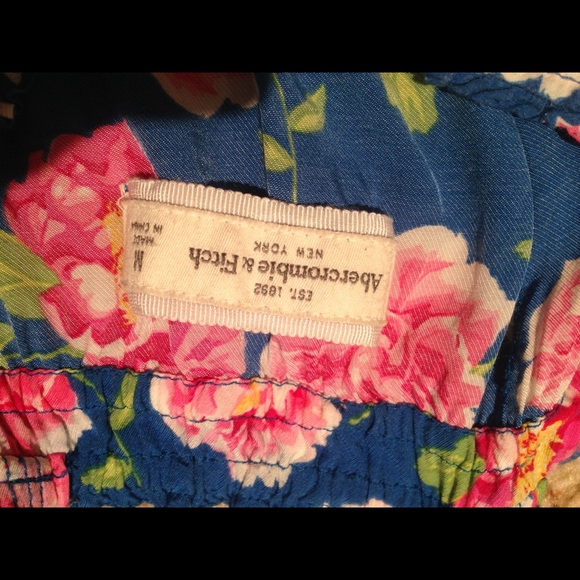 EST. 1892
Abercrombie & Fitch
NEW YORK
M
MADE
IN CHINA